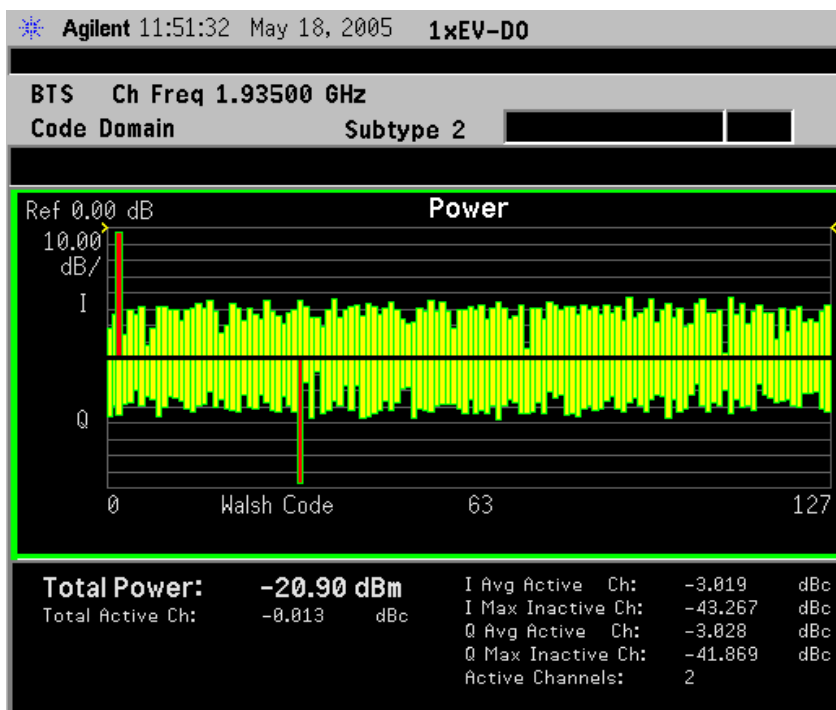 Agilent 11:51:32 May 18, 2005 1xEV-DO
BTS Ch Freq 1.93500 GHz
Code Domain Subtype 2
Ref 0.00 dB Power
10.00
dB/
I
Q
0 Walsh Code 63 127
Total Power: -20.90 dBm
Total Active Ch: -0.013 dBc
I Avg Active Ch: -3.019 dBc
I Max Inactive Ch: -43.267 dBc
Q Avg Active Ch: -3.028 dBc
Q Max Inactive Ch: -41.869 dBc
Active Channels: 2